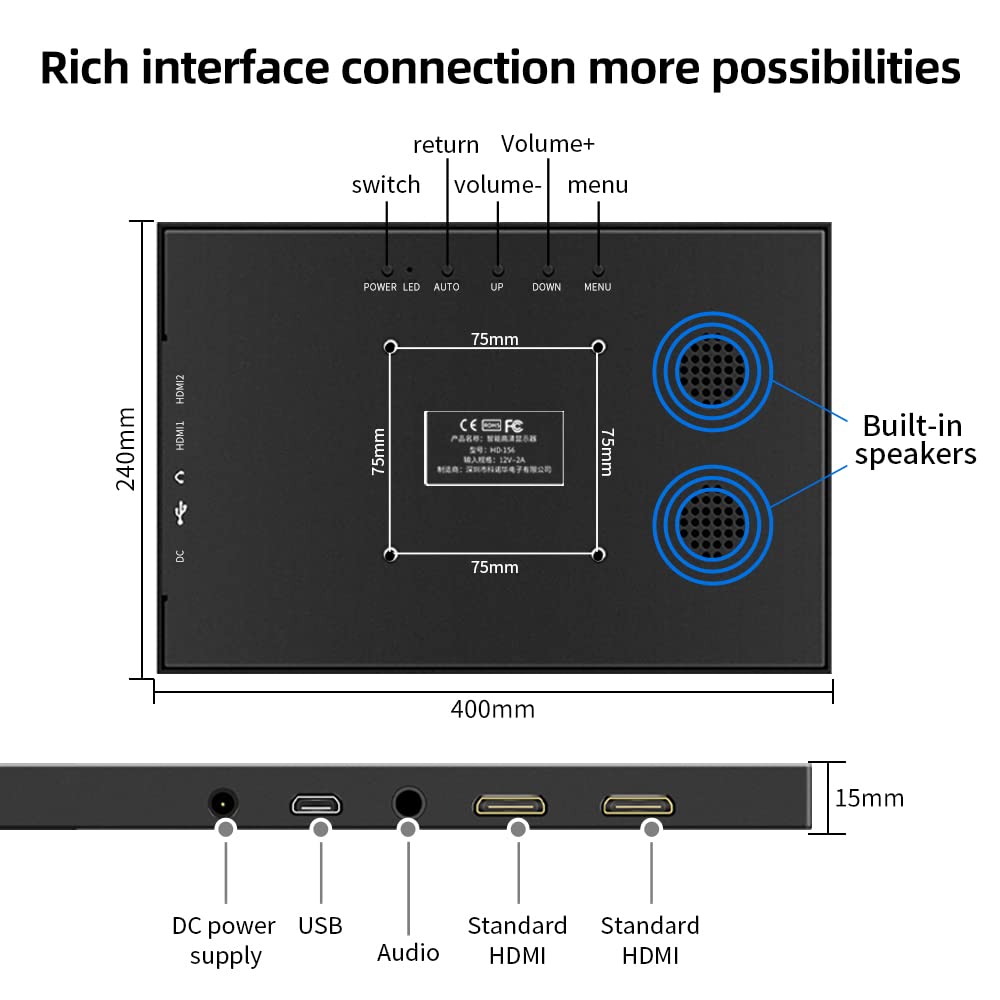 Rich interface connection more possibilities
return Volume+
switch volume- menu
POWER LED AUTO UP DOWN MENU
75mm
75mm
75mm
75mm
CE ROHS FC
产品名称：智能高清显示器
型号：HD-156
输入规格：12V-2A
制造商：深圳市科诺华电子有限公司
HDMI2
HDMI1
DC
240mm
400mm
Built-in
speakers
15mm
DC power
supply
USB
Audio
Standard
HDMI
Standard
HDMI